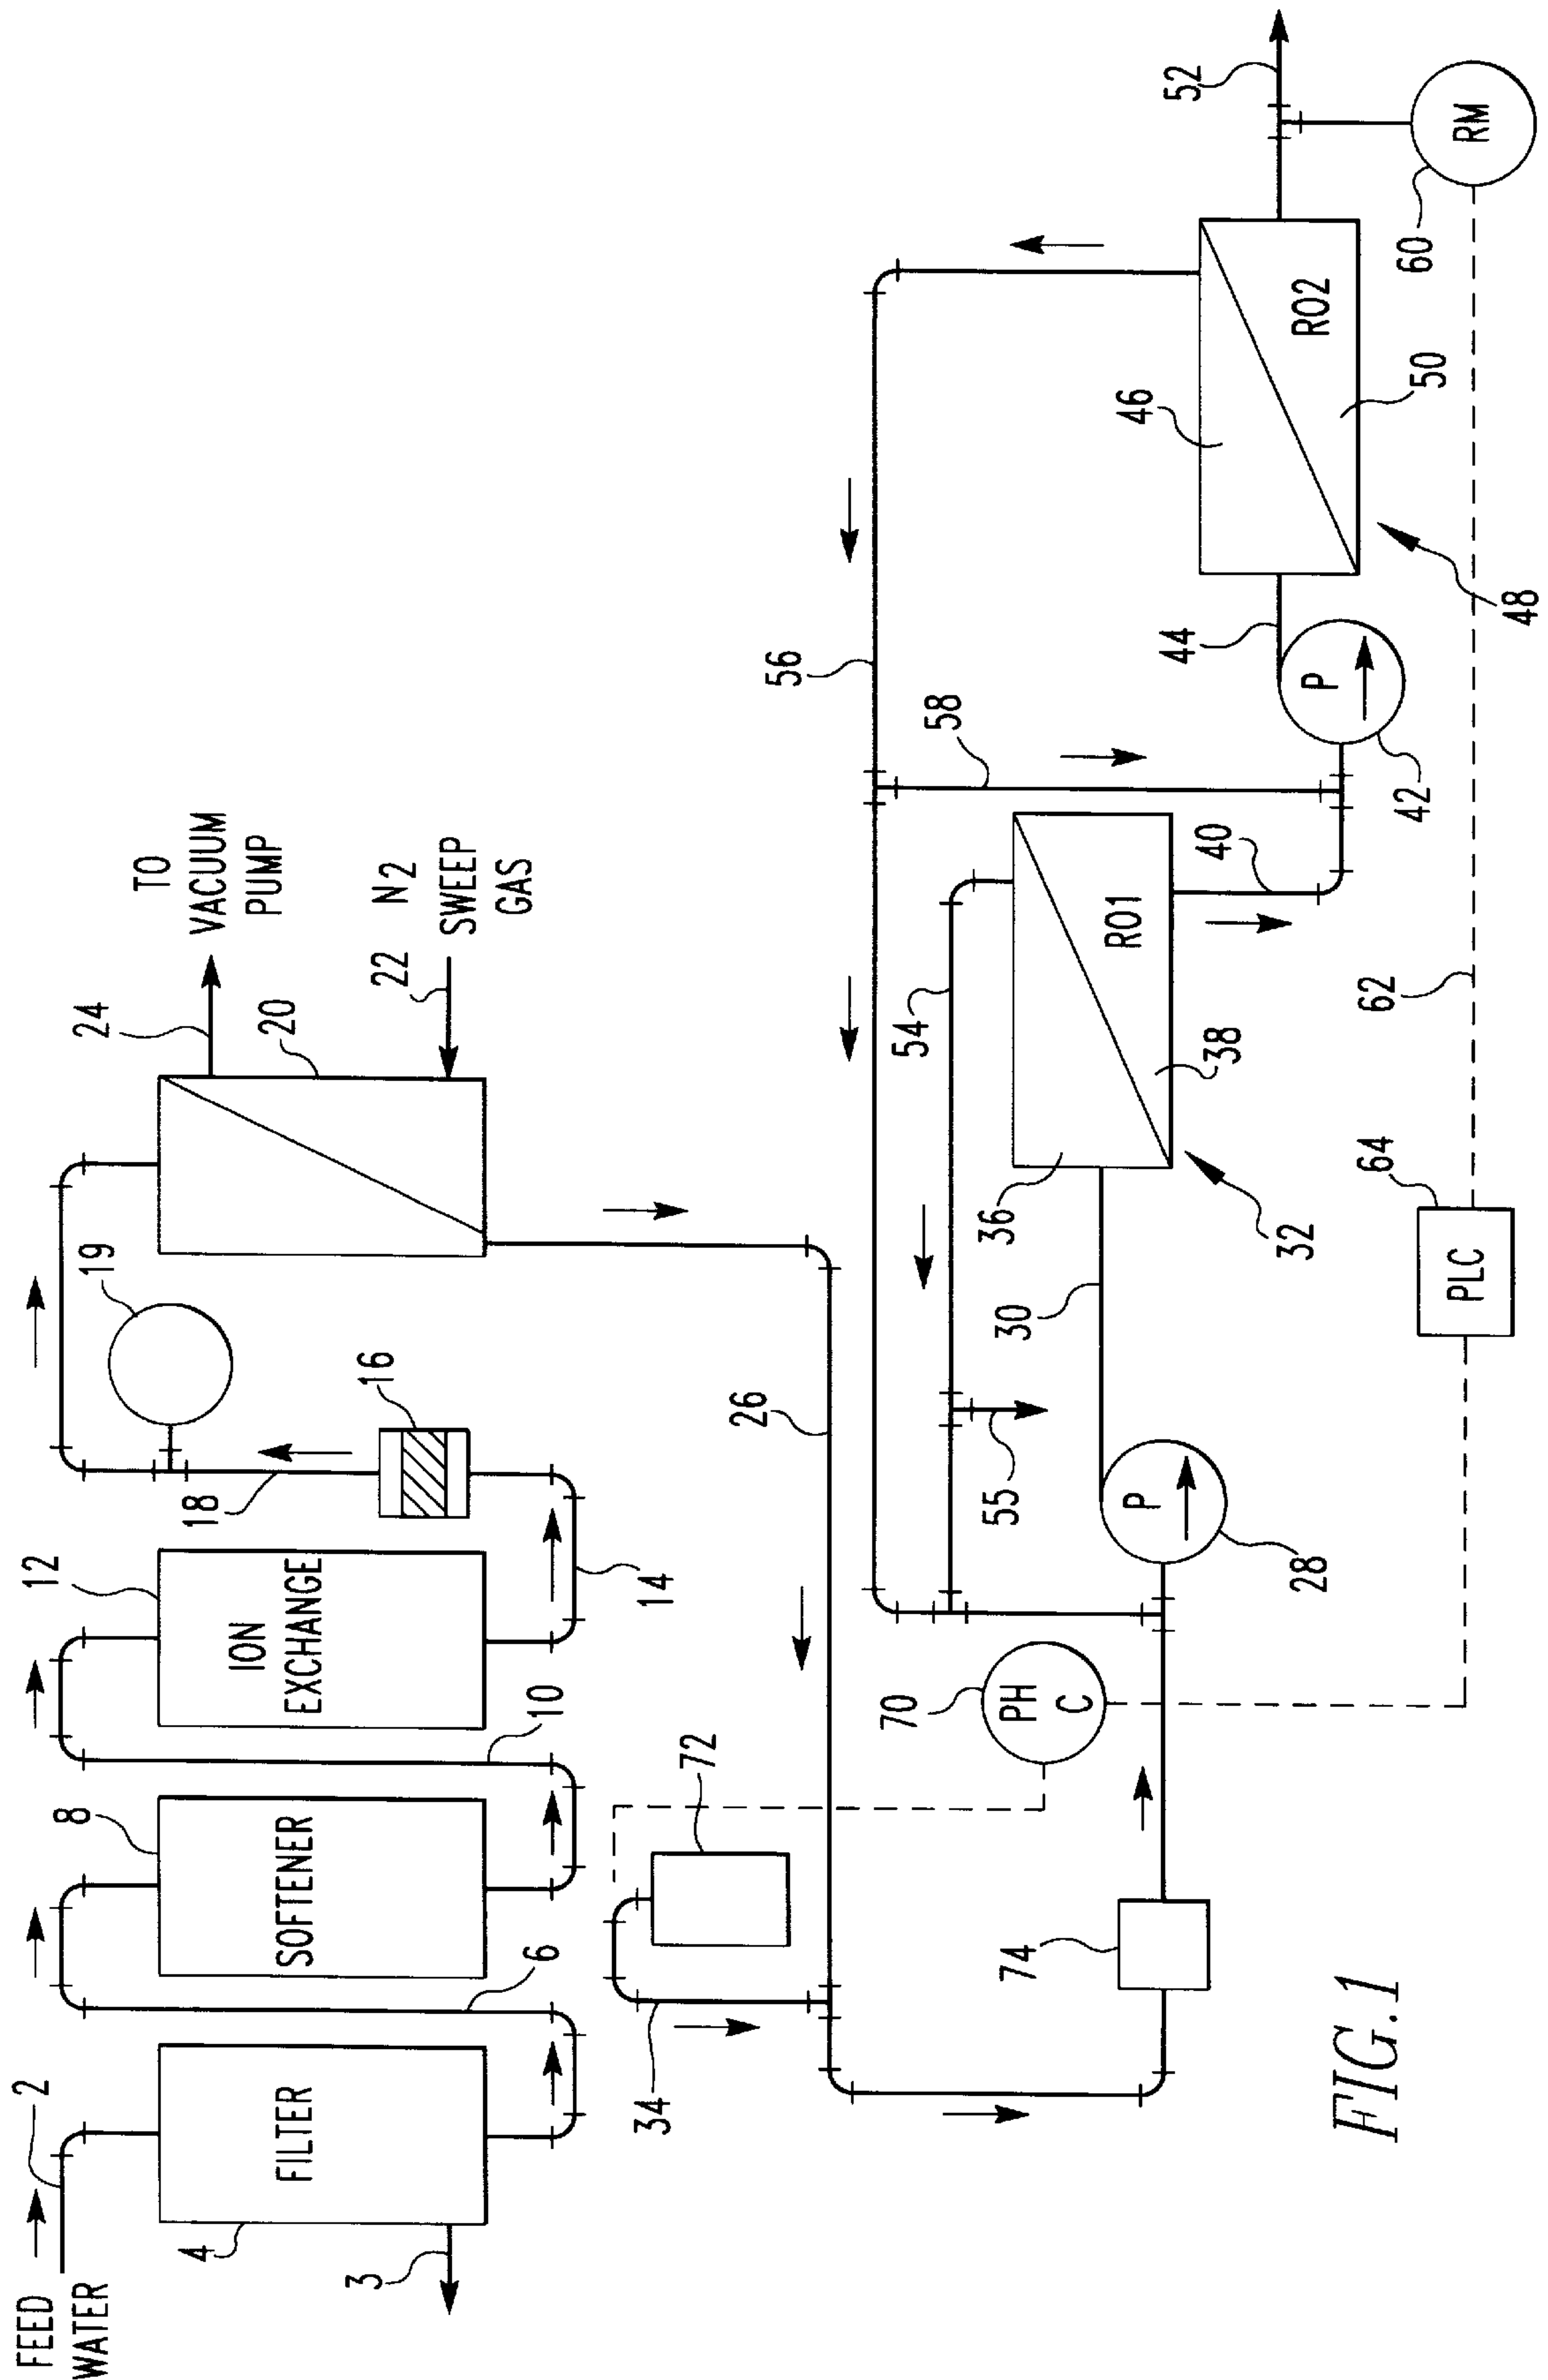 FEED
WATER
2
3
4
FILTER
6
8
SOFTENER
10
12
ION
EXCHANGE
14
16
18
19
20
22
24
TO
VACUUM
PUMP
N2
SWEEP
GAS
26
34
72
74
70
PH
C
28
P
30
55
54
36
38
RO1
32
40
56
58
42
P
44
46
RO2
50
48
52
RM
60
62
64
PLC
FIG.1